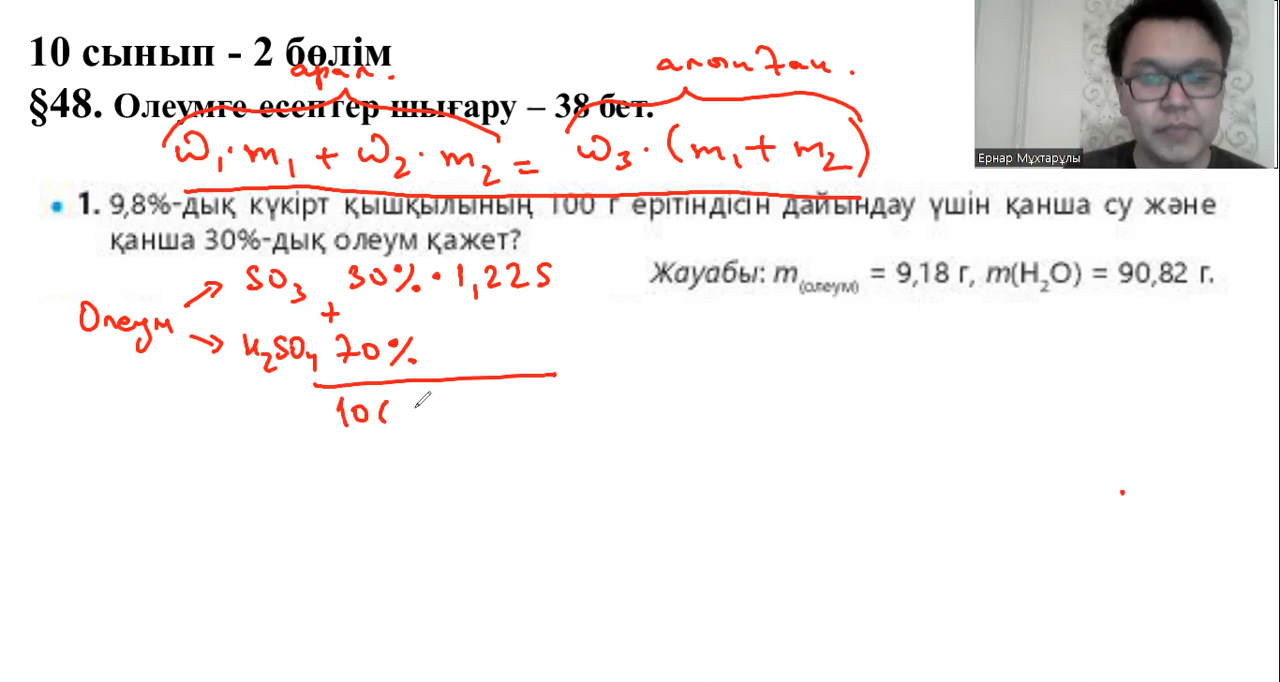 10 сынып - 2 бөлім
арал.
алынған.
§48. Олеумге есептер шығару – 38 бет.
ω₁·m₁ + ω₂·m₂ = ω₃·(m₁ + m₂)
Ернар Мұхтарұлы
• 1. 9,8%-дық күкірт қышқылының 100 г ерітіндісін дайындау үшін қанша су және
қанша 30%-дық олеум қажет?
Жауабы: m(олеум) = 9,18 г, m(H₂O) = 90,82 г.
SO₃ 30% · 1,225
Олеум
+
H₂SO₄ 70%
10(